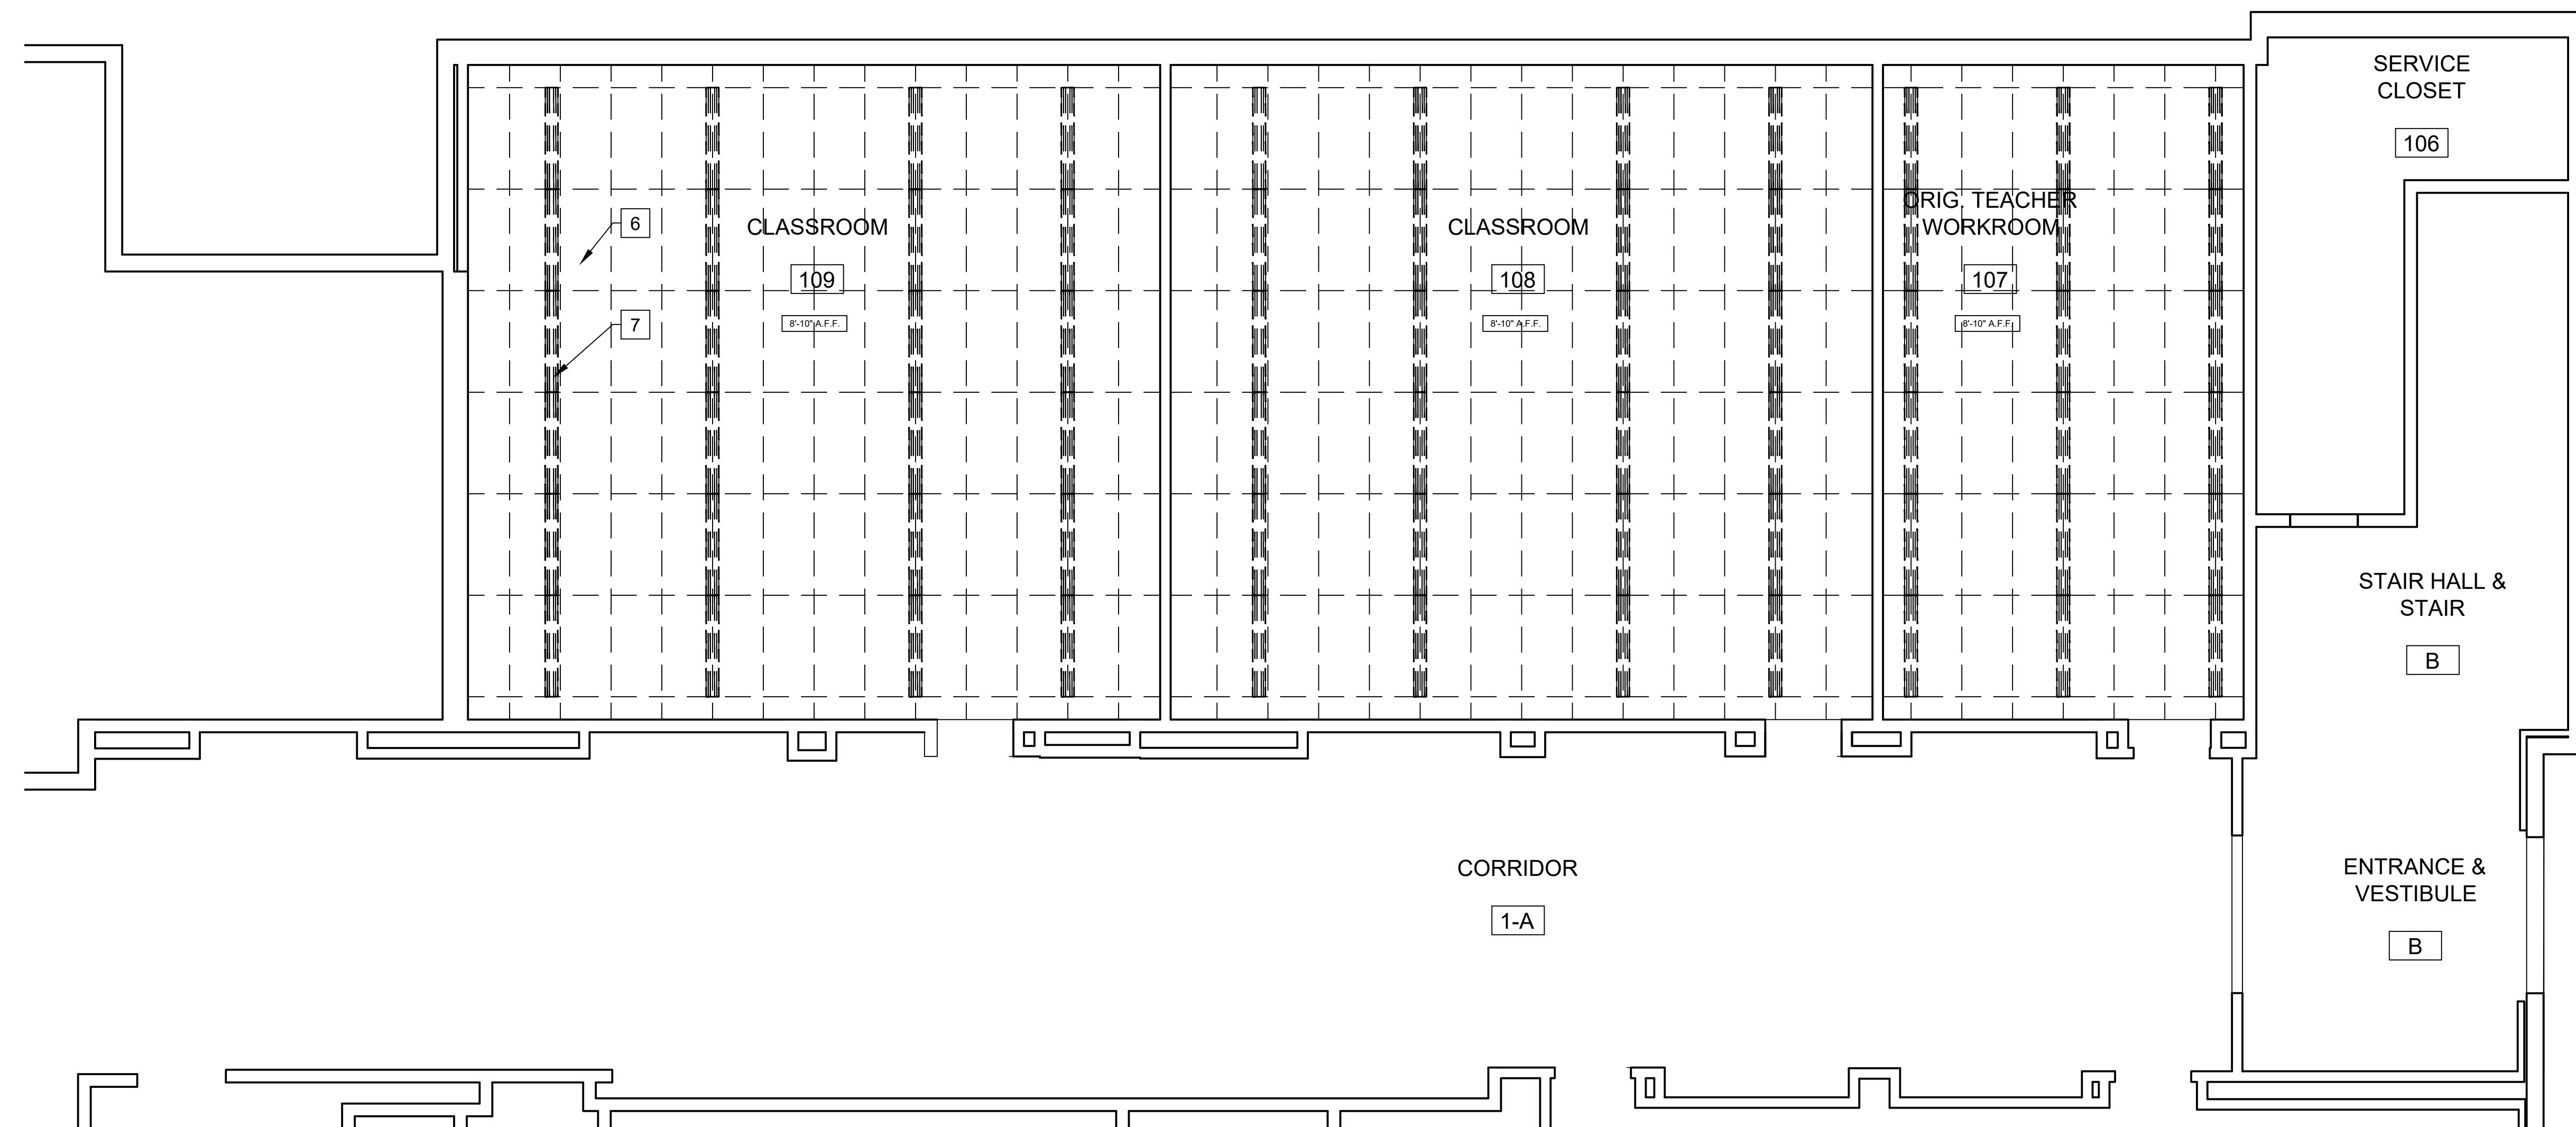 SERVICE
CLOSET
106
6
CLASSROOM
109
7
8'-10" A.F.F.
CLASSROOM
108
8'-10" A.F.F.
ORIG. TEACHER
WORKROOM
107
8'-10" A.F.F.
STAIR HALL &
STAIR
B
CORRIDOR
1-A
ENTRANCE &
VESTIBULE
B